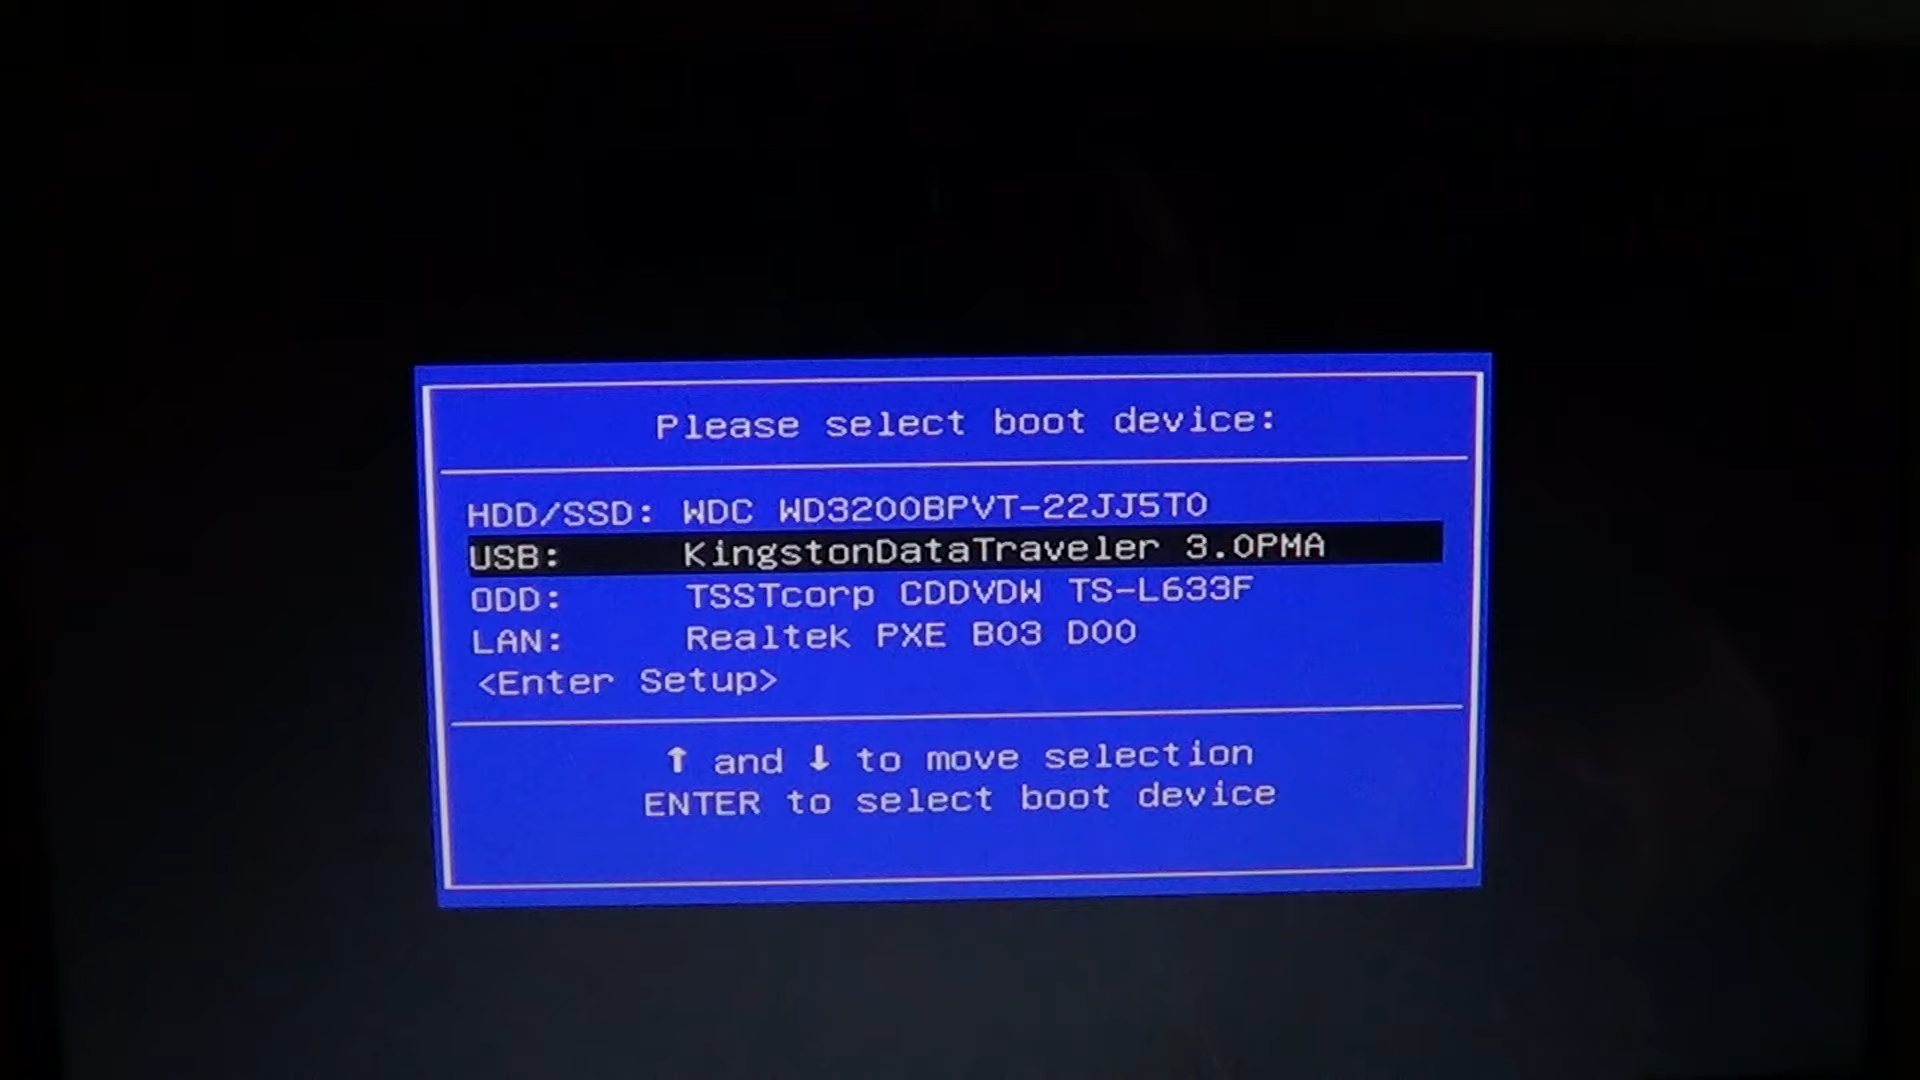 Please select boot device:
HDD/SSD: WDC WD3200BPVT-22JJ5T0
USB: KingstonDataTraveler 3.0PMA
ODD: TSSTcorp CDDVDW TS-L633F
LAN: Realtek PXE B03 D00
<Enter Setup>
↑ and ↓ to move selection
ENTER to select boot device